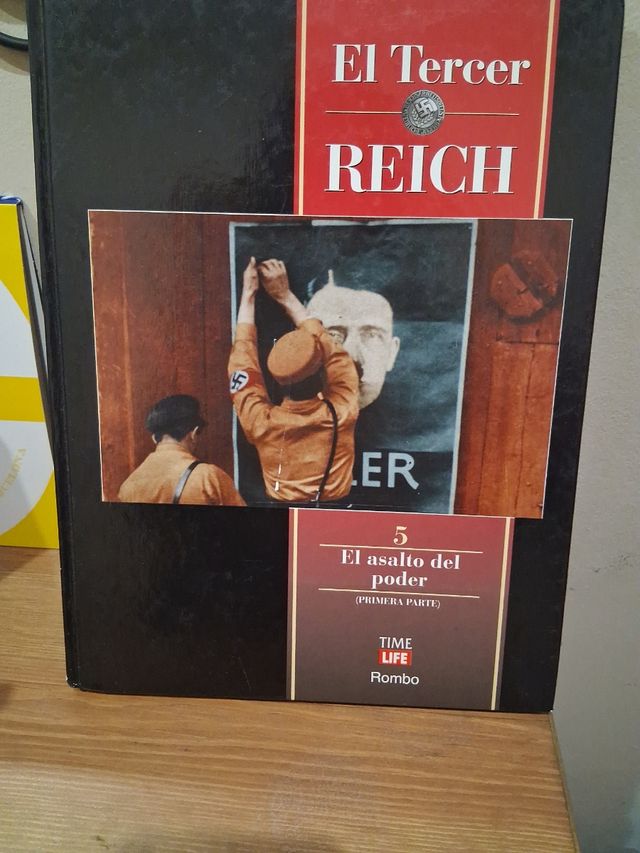 El Tercer
REICH
LER
5
El asalto del
poder
(PRIMERA PARTE)
TIME
LIFE
Rombo